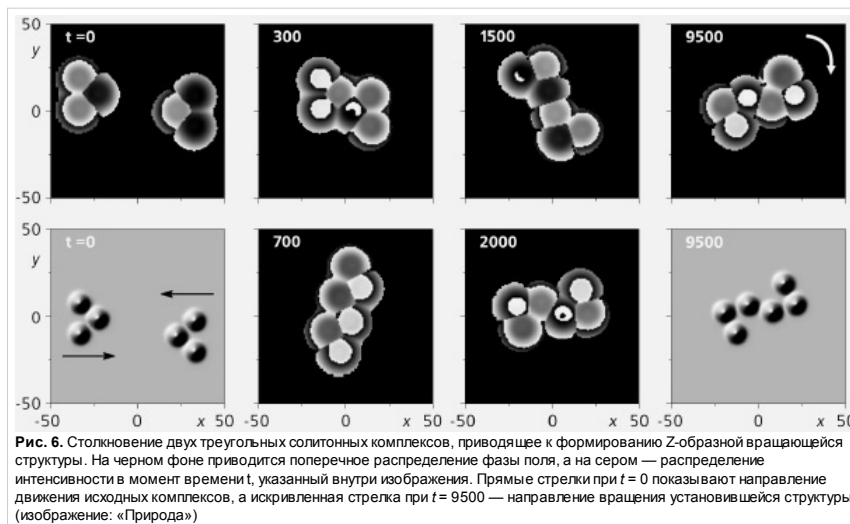 50
y
0
-50
t =0
300
1500
9500
50
y
0
-50
t =0
700
2000
9500
-50 0 x 50
-50 0 x 50
-50 0 x 50
-50 0 x 50
Рис. 6. Столкновение двух треугольных солитонных комплексов, приводящее к формированию Z-образной вращающейся
структуры. На черном фоне приводится поперечное распределение фазы поля, а на сером — распределение
интенсивности в момент времени t, указанный внутри изображения. Прямые стрелки при t = 0 показывают направление
движения исходных комплексов, а искривленная стрелка при t = 9500 — направление вращения установившейся структуры
(изображение: «Природа»)